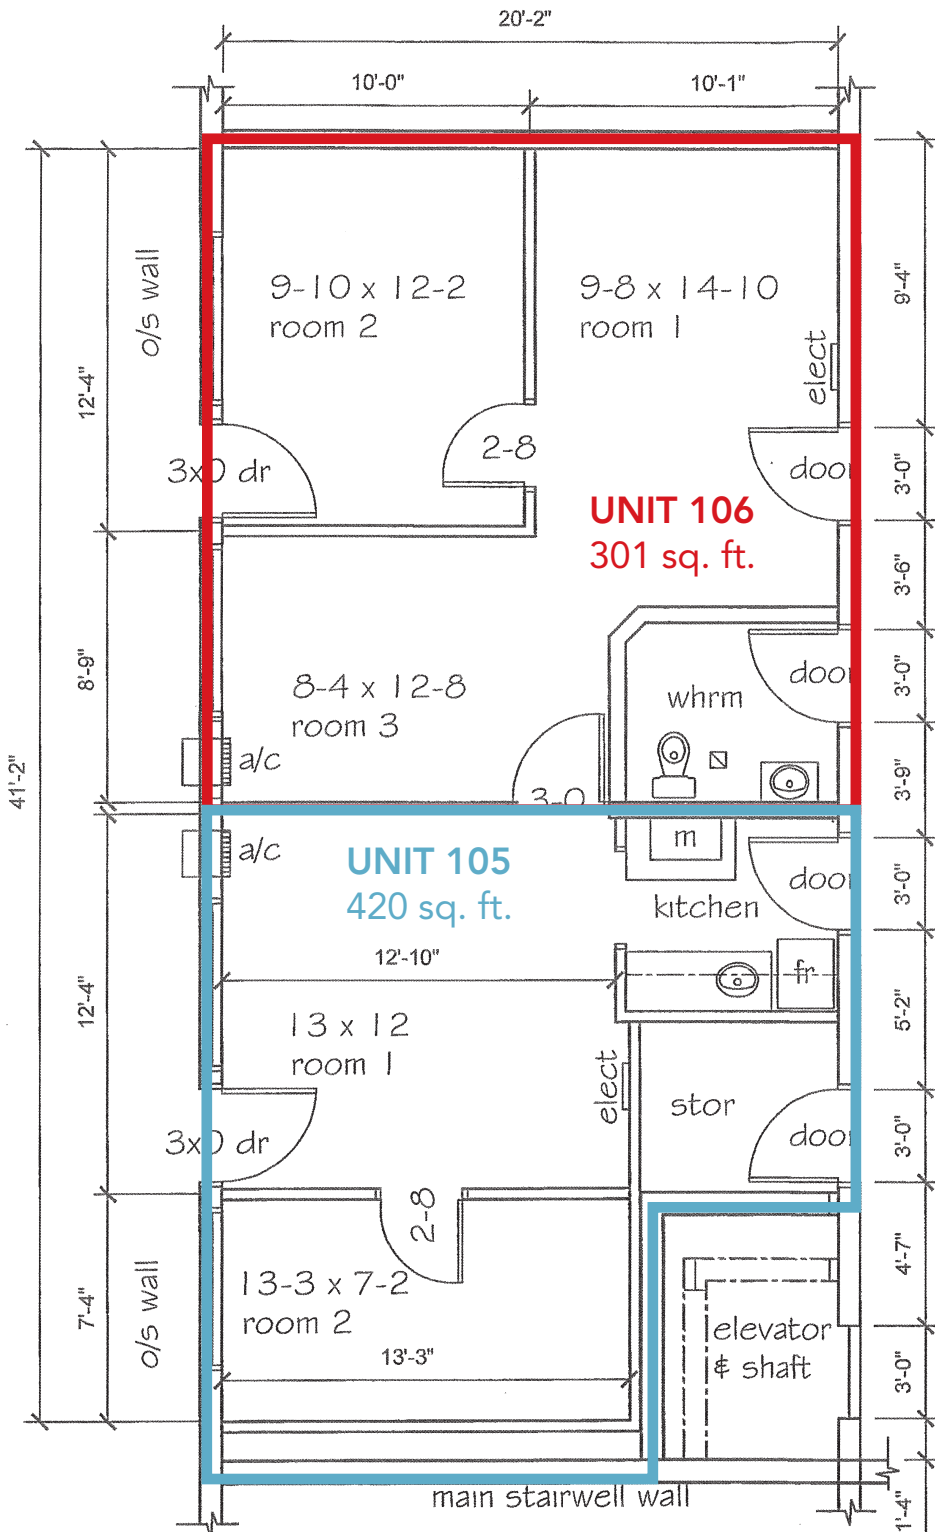 20'-2"
10'-0"
10'-1"
o/s wall
9-10 x 12-2
room 2
9-8 x 14-10
room 1
9'-4"
elect
12'-4"
3x0 dr
2-8
door
3'-0"
UNIT 106
301 sq. ft.
3'-6"
8'-9"
8-4 x 12-8
room 3
whrm
door
3'-0"
41'-2"
a/c
3-0
3'-9"
a/c
UNIT 105
420 sq. ft.
m
door
3'-0"
kitchen
12'-10"
fr
12'-4"
13 x 12
room 1
5'-2"
elect
stor
3x0 dr
door
3'-0"
2-8
o/s wall
7'-4"
13-3 x 7-2
room 2
4'-7"
elevator
& shaft
13'-3"
3'-0"
main stairwell wall
1'-4"